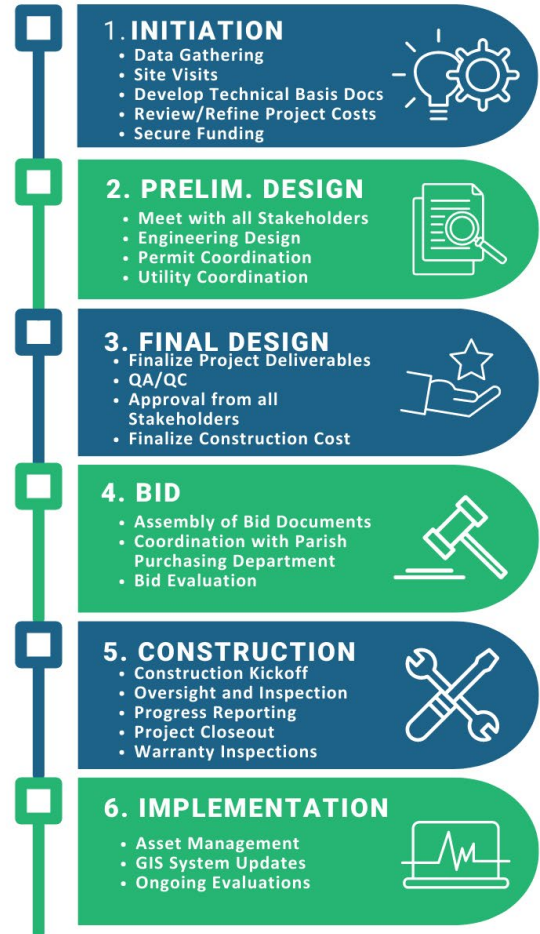 1. INITIATION
• Data Gathering
• Site Visits
• Develop Technical Basis Docs
• Review/Refine Project Costs
• Secure Funding
2. PRELIM. DESIGN
• Meet with all Stakeholders
• Engineering Design
• Permit Coordination
• Utility Coordination
3. FINAL DESIGN
• Finalize Project Deliverables
• QA/QC
• Approval from all
Stakeholders
• Finalize Construction Cost
4. BID
• Assembly of Bid Documents
• Coordination with Parish
Purchasing Department
• Bid Evaluation
5. CONSTRUCTION
• Construction Kickoff
• Oversight and Inspection
• Progress Reporting
• Project Closeout
• Warranty Inspections
6. IMPLEMENTATION
• Asset Management
• GIS System Updates
• Ongoing Evaluations